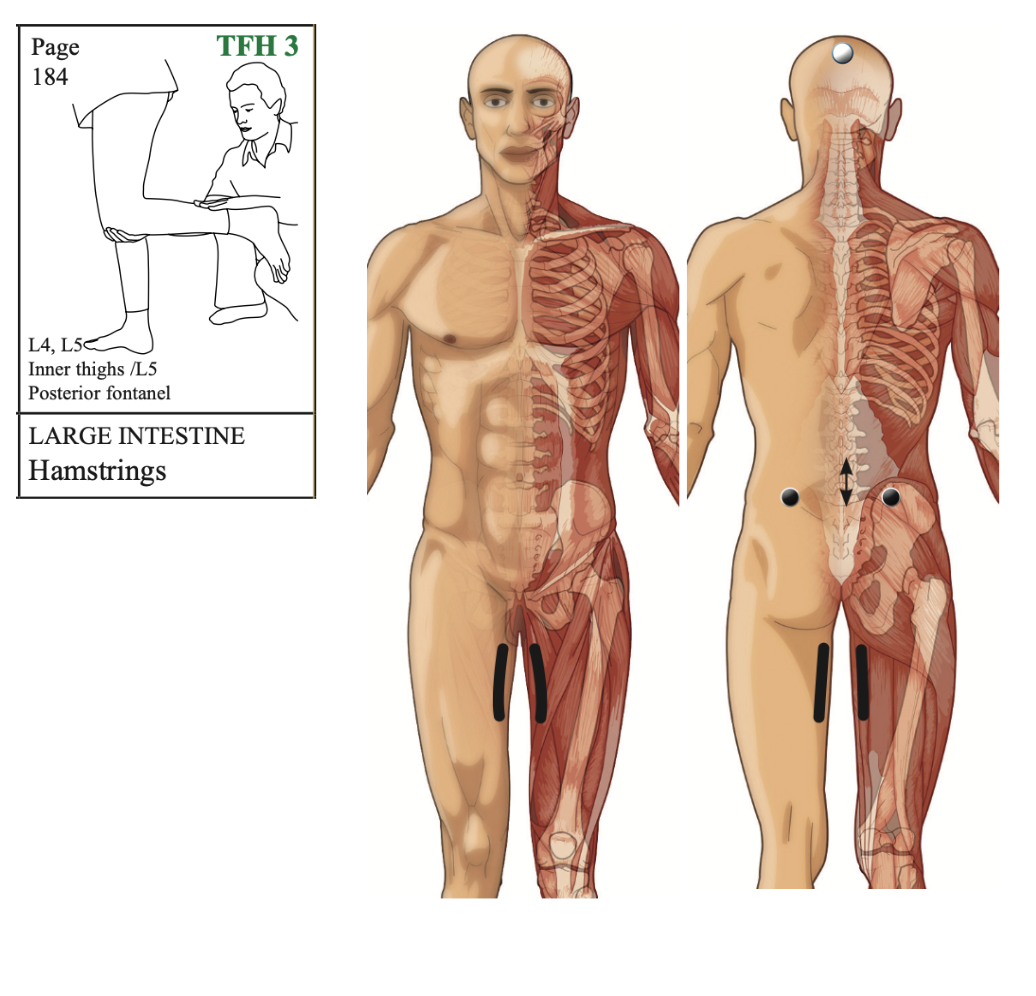 Page
184
TFH 3
L4, L5
Inner thighs /L5
Posterior fontanel
LARGE INTESTINE
Hamstrings